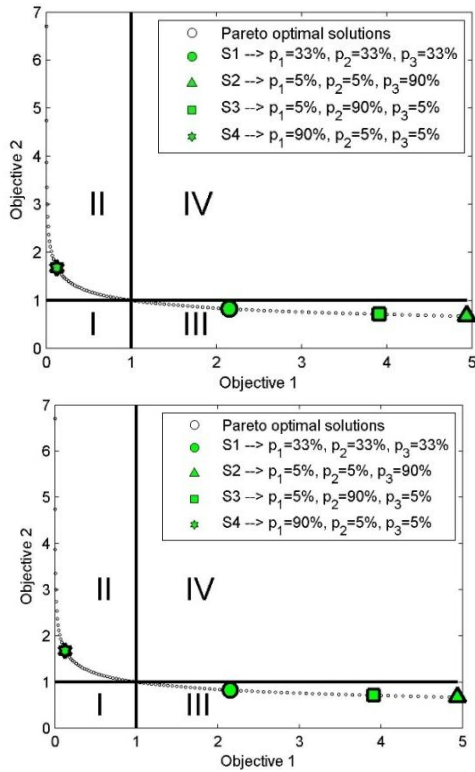 7
6
5
4
3
2
1
0
Objective 2
Pareto optimal solutions
S1 --> p1=33%, p2=33%, p3=33%
S2 --> p1=5%, p2=5%, p3=90%
S3 --> p1=5%, p2=90%, p3=5%
S4 --> p1=90%, p2=5%, p3=5%
II IV
I III
0 1 2 3 4 5
Objective 1
7
6
5
4
3
2
1
0
Objective 2
Pareto optimal solutions
S1 --> p1=33%, p2=33%, p3=33%
S2 --> p1=5%, p2=5%, p3=90%
S3 --> p1=5%, p2=90%, p3=5%
S4 --> p1=90%, p2=5%, p3=5%
II IV
I III
0 1 2 3 4 5
Objective 1